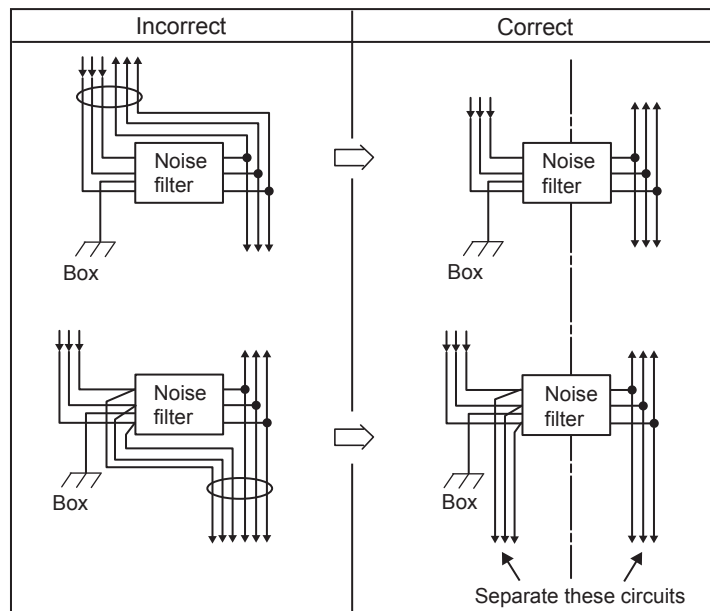 Incorrect
Correct
Noise
filter
Box
Noise
filter
Box
Noise
filter
Box
Noise
filter
Box
Separate these circuits